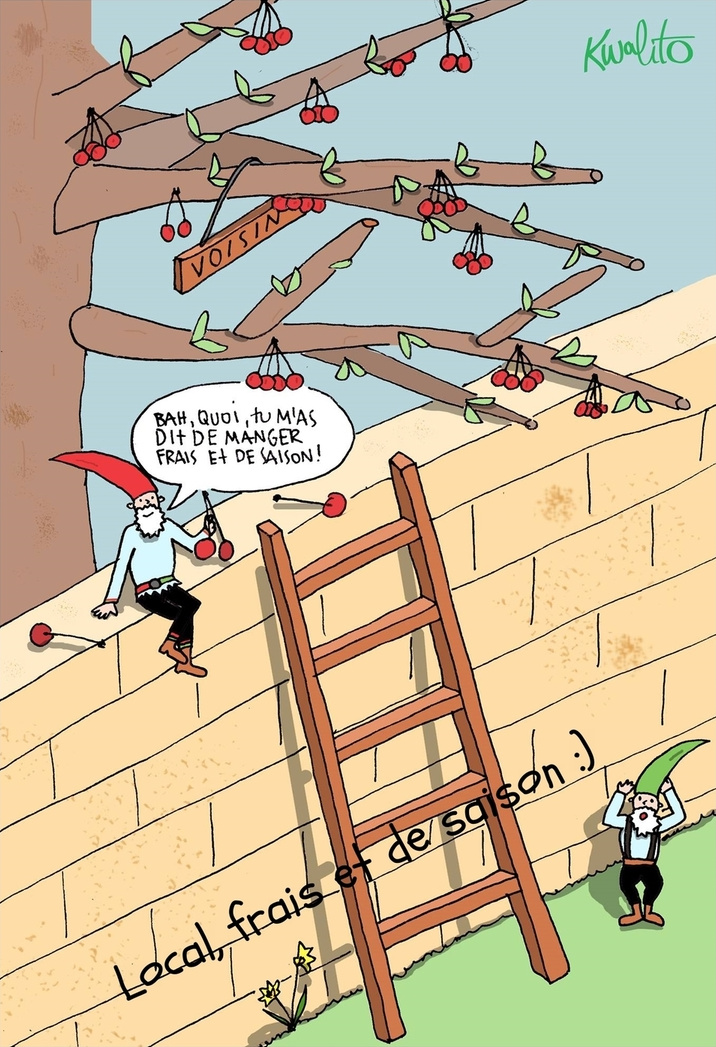 Kwalito
VOISIN
BAH, QUOI, tU M'AS
DIt DE MANGER
FRAIS Et DE SAISON!
Local, frais et de saison :)